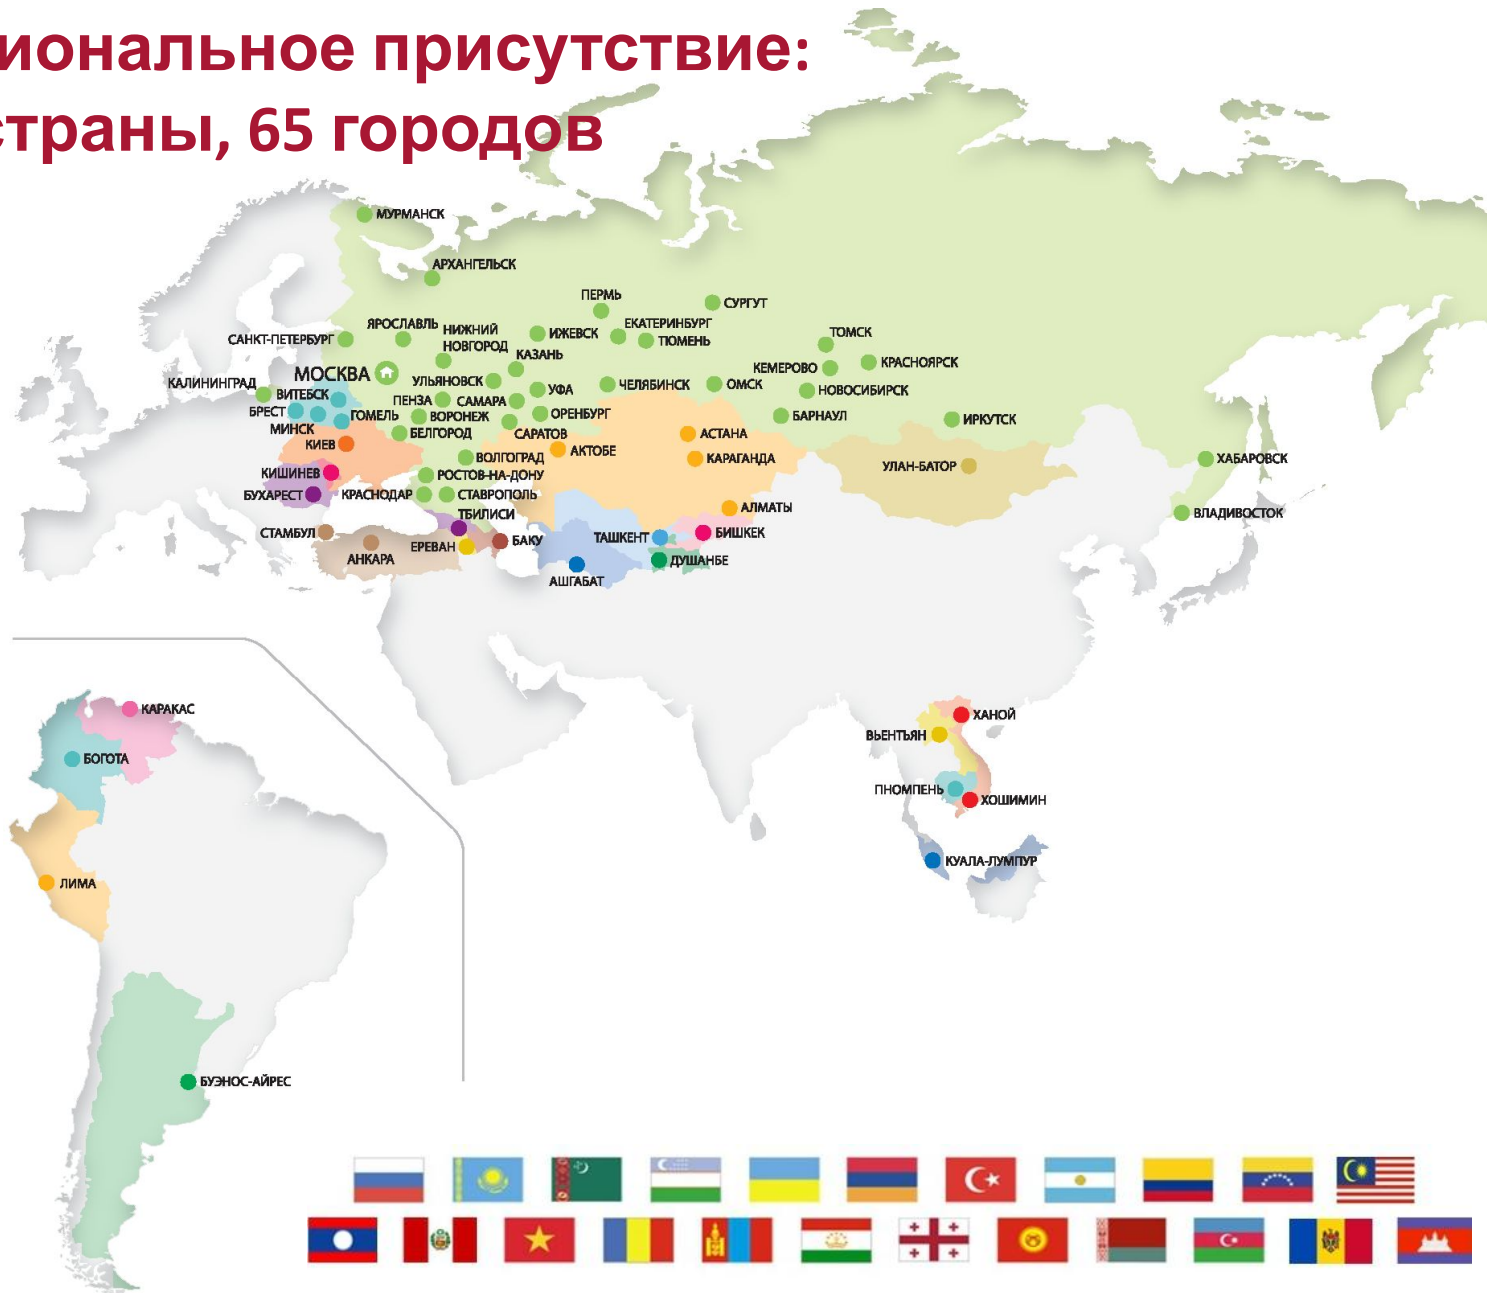 иональное присутствие:
страны, 65 городов
МУРМАНСК
АРХАНГЕЛЬСК
ПЕРМЬ
СУРГУТ
ЯРОСЛАВЛЬ
НИЖНИЙ
НОВГОРОД
ИЖЕВСК
ЕКАТЕРИНБУРГ
ТЮМЕНЬ
ТОМСК
САНКТ-ПЕТЕРБУРГ
КАЗАНЬ
КЕМЕРОВО
КРАСНОЯРСК
МОСКВА
УЛЬЯНОВСК
КАЛИНИНГРАД
ВИТЕБСК
ПЕНЗА
САМАРА
УФА
ЧЕЛЯБИНСК
ОМСК
НОВОСИБИРСК
БРЕСТ
ГОМЕЛЬ
ВОРОНЕЖ
ОРЕНБУРГ
БАРНАУЛ
ИРКУТСК
МИНСК
БЕЛГОРОД
САРАТОВ
АСТАНА
КИЕВ
АКТОБЕ
ВОЛГОГРАД
КАРАГАНДА
УЛАН-БАТОР
ХАБАРОВСК
КИШИНЕВ
РОСТОВ-НА-ДОНУ
БУХАРЕСТ
КРАСНОДАР
СТАВРОПОЛЬ
АЛМАТЫ
ВЛАДИВОСТОК
ТБИЛИСИ
СТАМБУЛ
АНКАРА
ЕРЕВАН
БАКУ
ТАШКЕНТ
БИШКЕК
АШГАБАТ
ДУШАНБЕ
КАРАКАС
БОГОТА
ЛИМА
БУЭНОС-АЙРЕС
ХАНОЙ
ВЬЕНТЬЯН
ПНОМПЕНЬ
ХОШИМИН
КУАЛА-ЛУМПУР